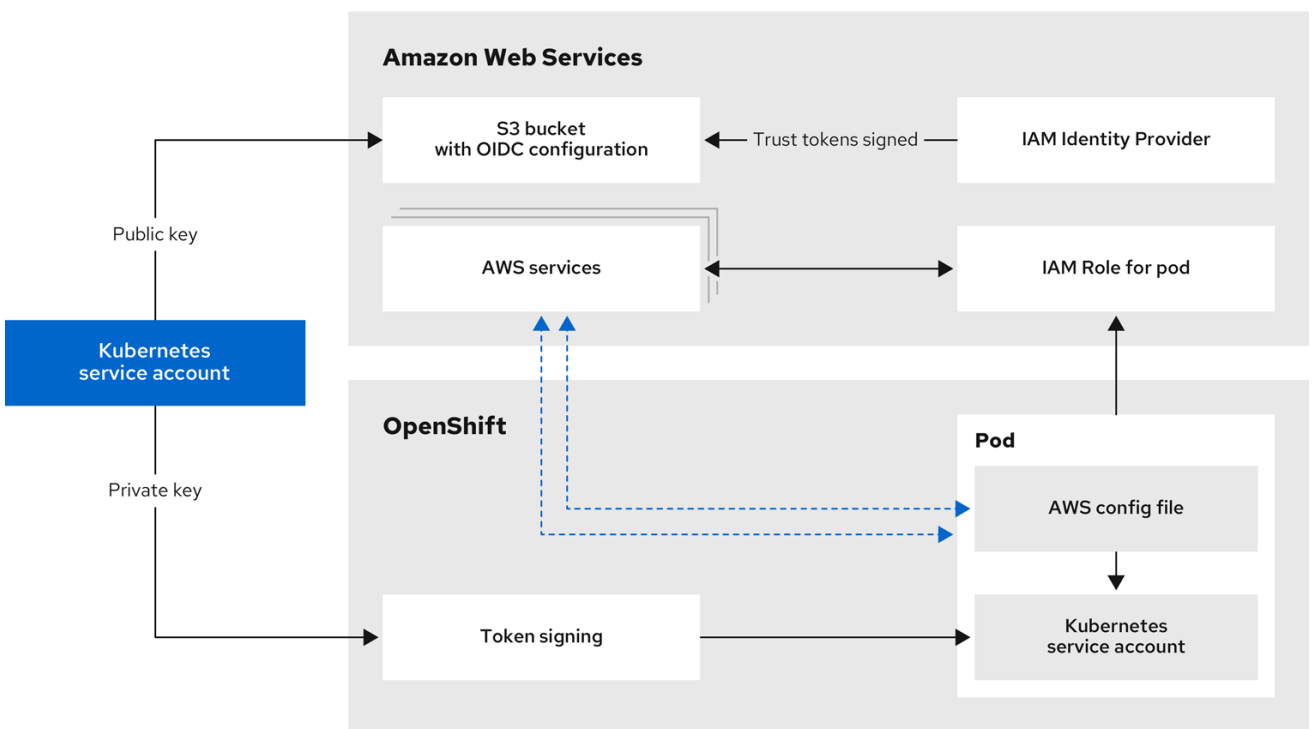 Amazon Web Services
S3 bucket
with OIDC configuration
Trust tokens signed
IAM Identity Provider
Public key
AWS services
IAM Role for pod
Kubernetes
service account
OpenShift
Pod
Private key
AWS config file
Token signing
Kubernetes
service account